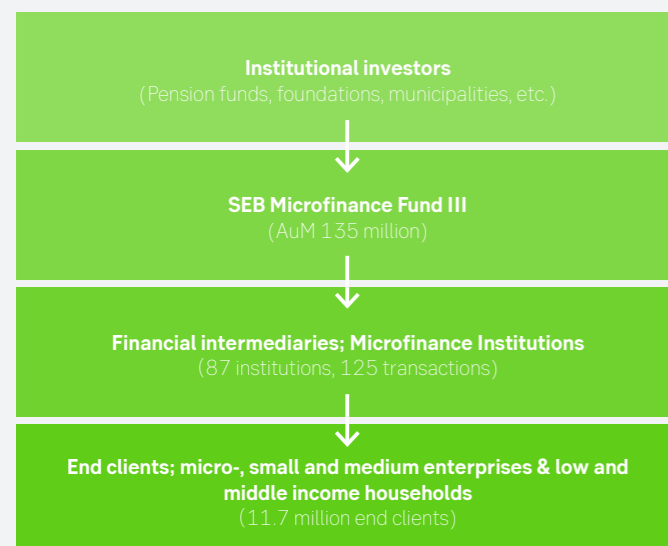 Institutional investors
(Pension funds, foundations, municipalities, etc.)
SEB Microfinance Fund III
(AuM 135 million)
Financial intermediaries; Microfinance Institutions
(87 institutions, 125 transactions)
End clients; micro-, small and medium enterprises & low and
middle income households
(11.7 million end clients)